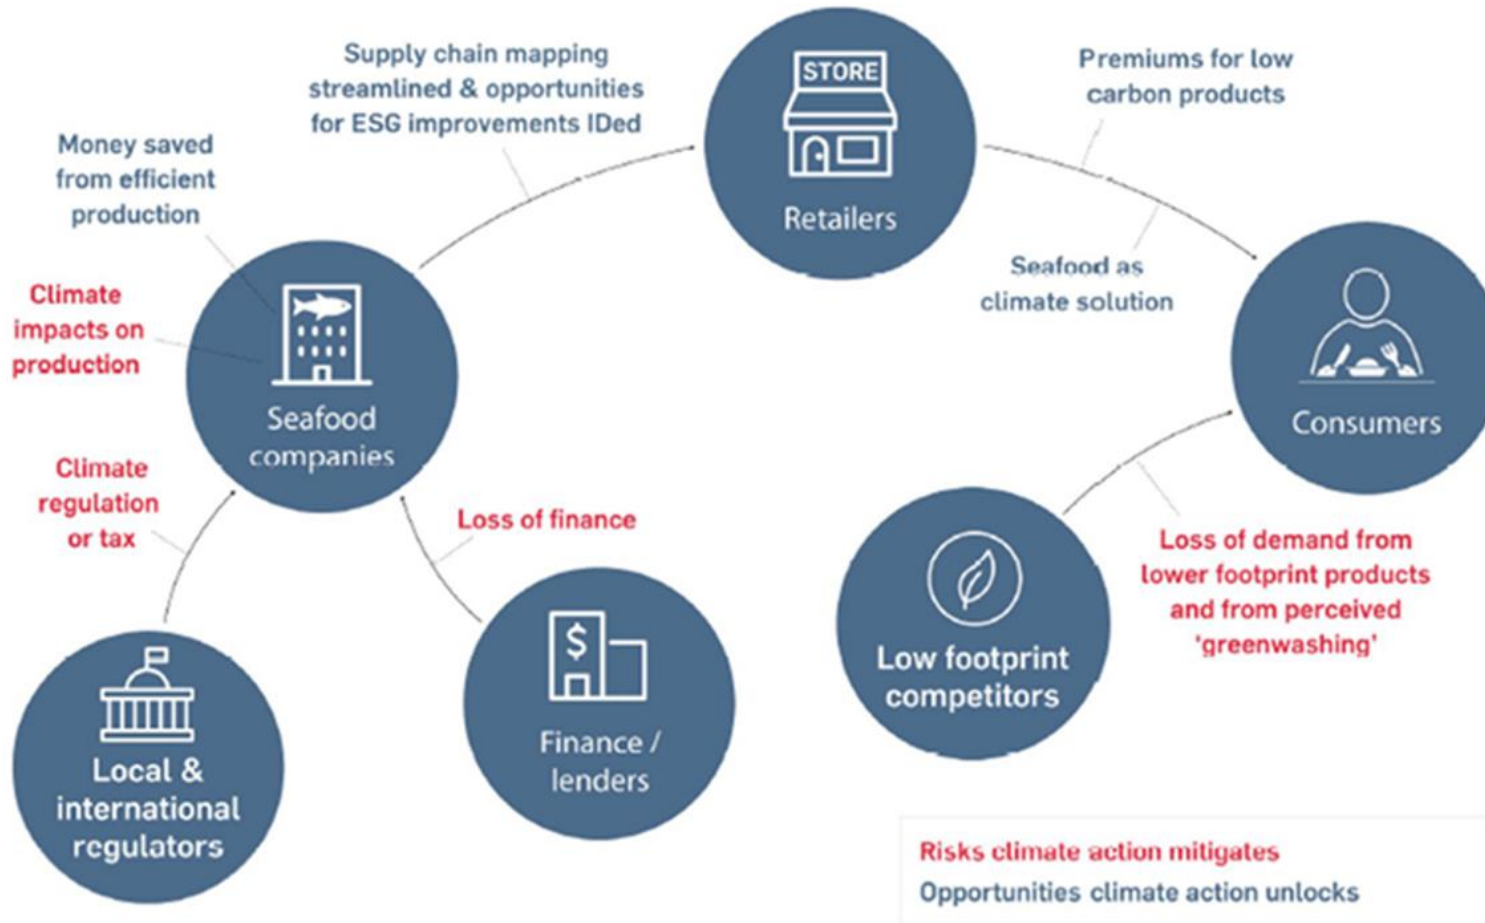 Supply chain mapping
streamlined & opportunities
for ESG improvements IDed
STORE
Retailers
Premiums for low
carbon products
Money saved
from efficient
production
Seafood as
climate solution
Climate
impacts on
production
Seafood
companies
Consumers
Climate
regulation
or tax
Loss of finance
Loss of demand from
lower footprint products
and from perceived
'greenwashing'
$
Finance /
lenders
Low footprint
competitors
Local &
international
regulators
Risks climate action mitigates
Opportunities climate action unlocks